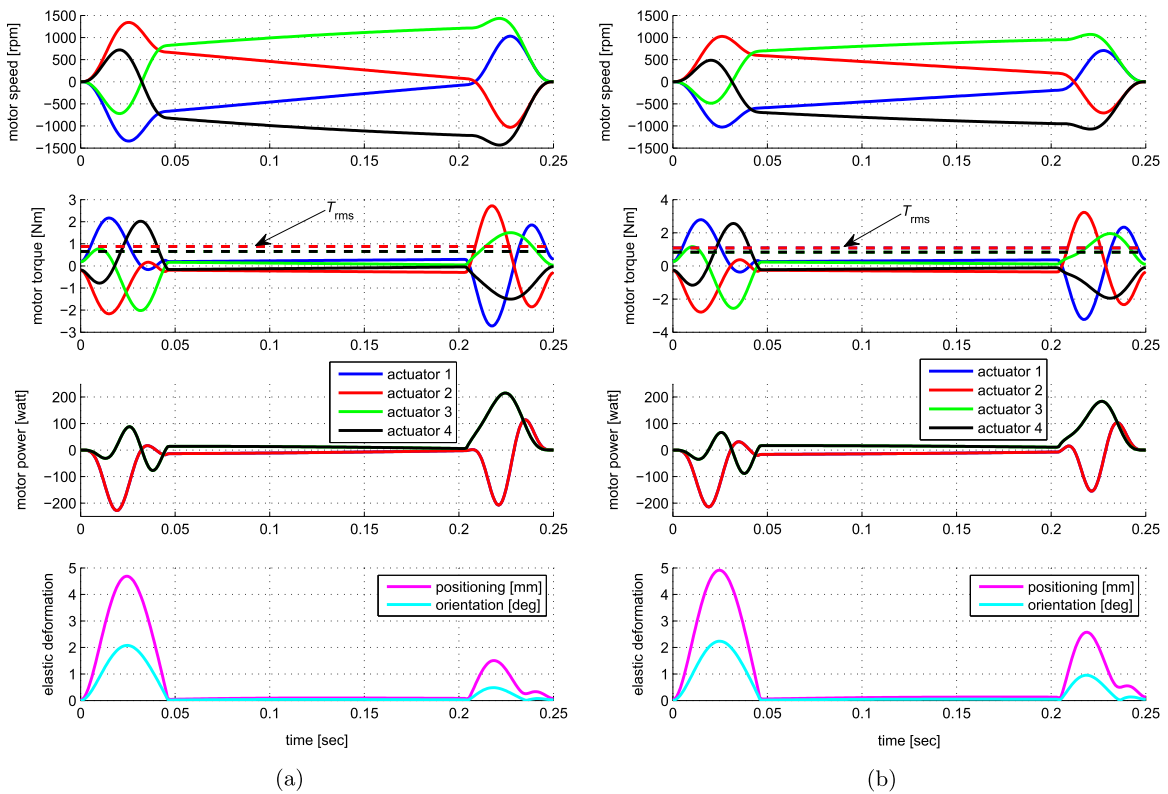 motor speed [rpm]
1500
1000
500
0
−500
−1000
−1500
0 0.05 0.1 0.15 0.2 0.25
motor torque [Nm]
3
2
1
0
−1
−2
−3
Trms
0 0.05 0.1 0.15 0.2 0.25
motor power [watt]
200
100
0
−100
−200
actuator 1
actuator 2
actuator 3
actuator 4
0 0.05 0.1 0.15 0.2 0.25
elastic deformation
5
4
3
2
1
0
positioning [mm]
orientation [deg]
0 0.05 0.1 0.15 0.2 0.25
time [sec]
(a)
motor speed [rpm]
1500
1000
500
0
−500
−1000
−1500
0 0.05 0.1 0.15 0.2 0.25
motor torque [Nm]
4
2
0
−2
−4
Trms
0 0.05 0.1 0.15 0.2 0.25
motor power [watt]
200
100
0
−100
−200
actuator 1
actuator 2
actuator 3
actuator 4
0 0.05 0.1 0.15 0.2 0.25
elastic deformation
5
4
3
2
1
0
positioning [mm]
orientation [deg]
0 0.05 0.1 0.15 0.2 0.25
time [sec]
(b)